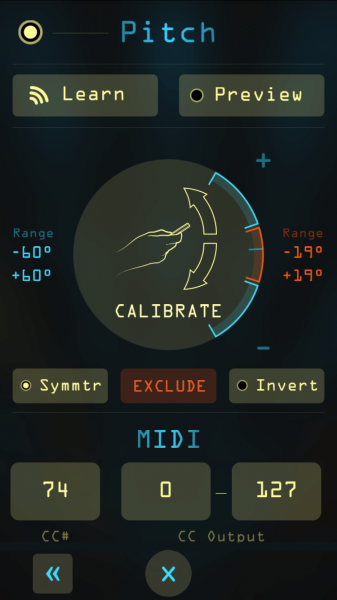 Pitch
Learn
Preview
+
Range
-60°
+60°
Range
-19°
+19°
CALIBRATE
−
Symmtr
EXCLUDE
Invert
MIDI
74
0 – 127
CC#
CC Output
«
×